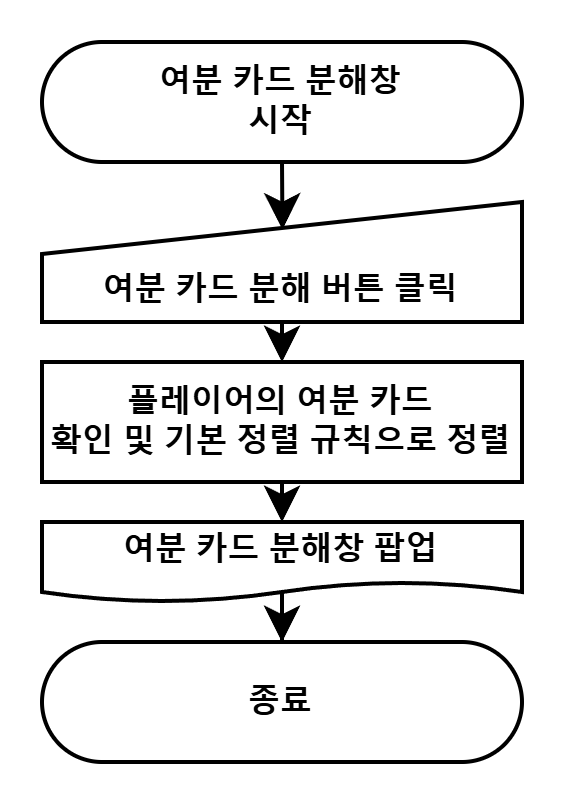 여분 카드 분해창
시작
여분 카드 분해 버튼 클릭
플레이어의 여분 카드
확인 및 기본 정렬 규칙으로 정렬
여분 카드 분해창 팝업
종료